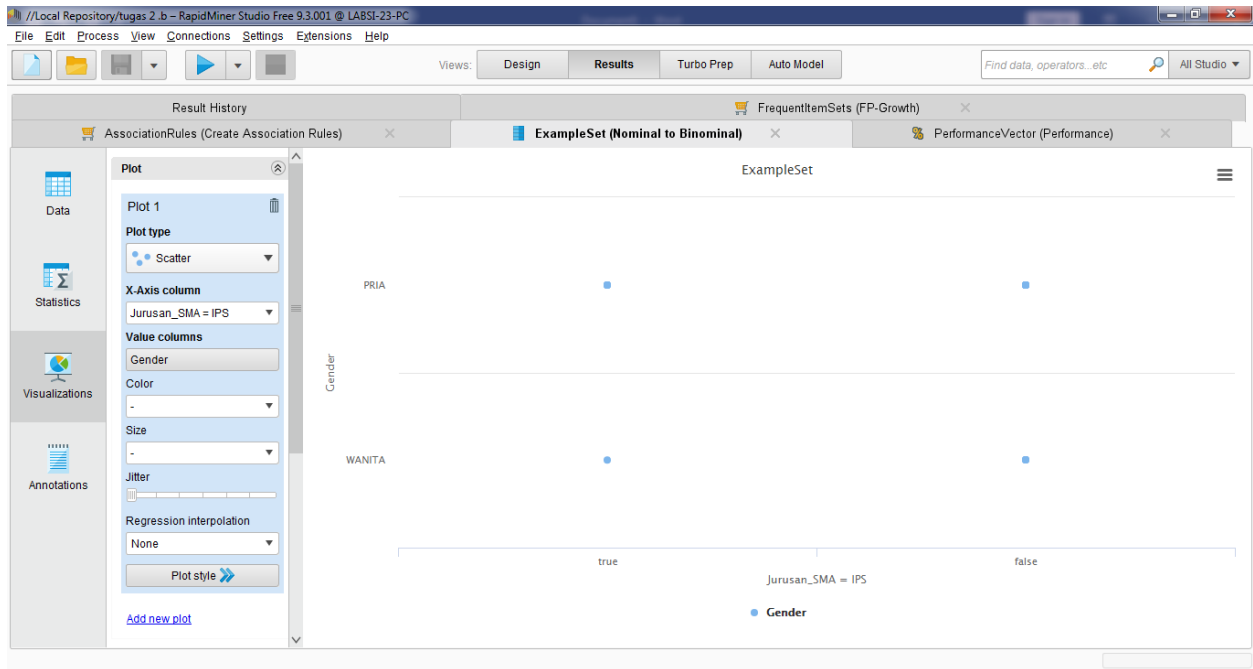 //Local Repository/tugas 2 .b – RapidMiner Studio Free 9.3.001 @ LABSI-23-PC
File Edit Process View Connections Settings Extensions Help
Views: Design Results Turbo Prep Auto Model Find data, operators...etc All Studio
Result History FrequentItemSets (FP-Growth)
AssociationRules (Create Association Rules) ExampleSet (Nominal to Binominal) PerformanceVector (Performance)
Data
Statistics
Visualizations
Annotations
Plot
Plot 1
Plot type
Scatter
X-Axis column
Jurusan_SMA = IPS
Value columns
Gender
Color
-
Size
-
Jitter
Regression interpolation
None
Plot style
Add new plot
ExampleSet
PRIA
Gender
WANITA
true false
Jurusan_SMA = IPS
Gender